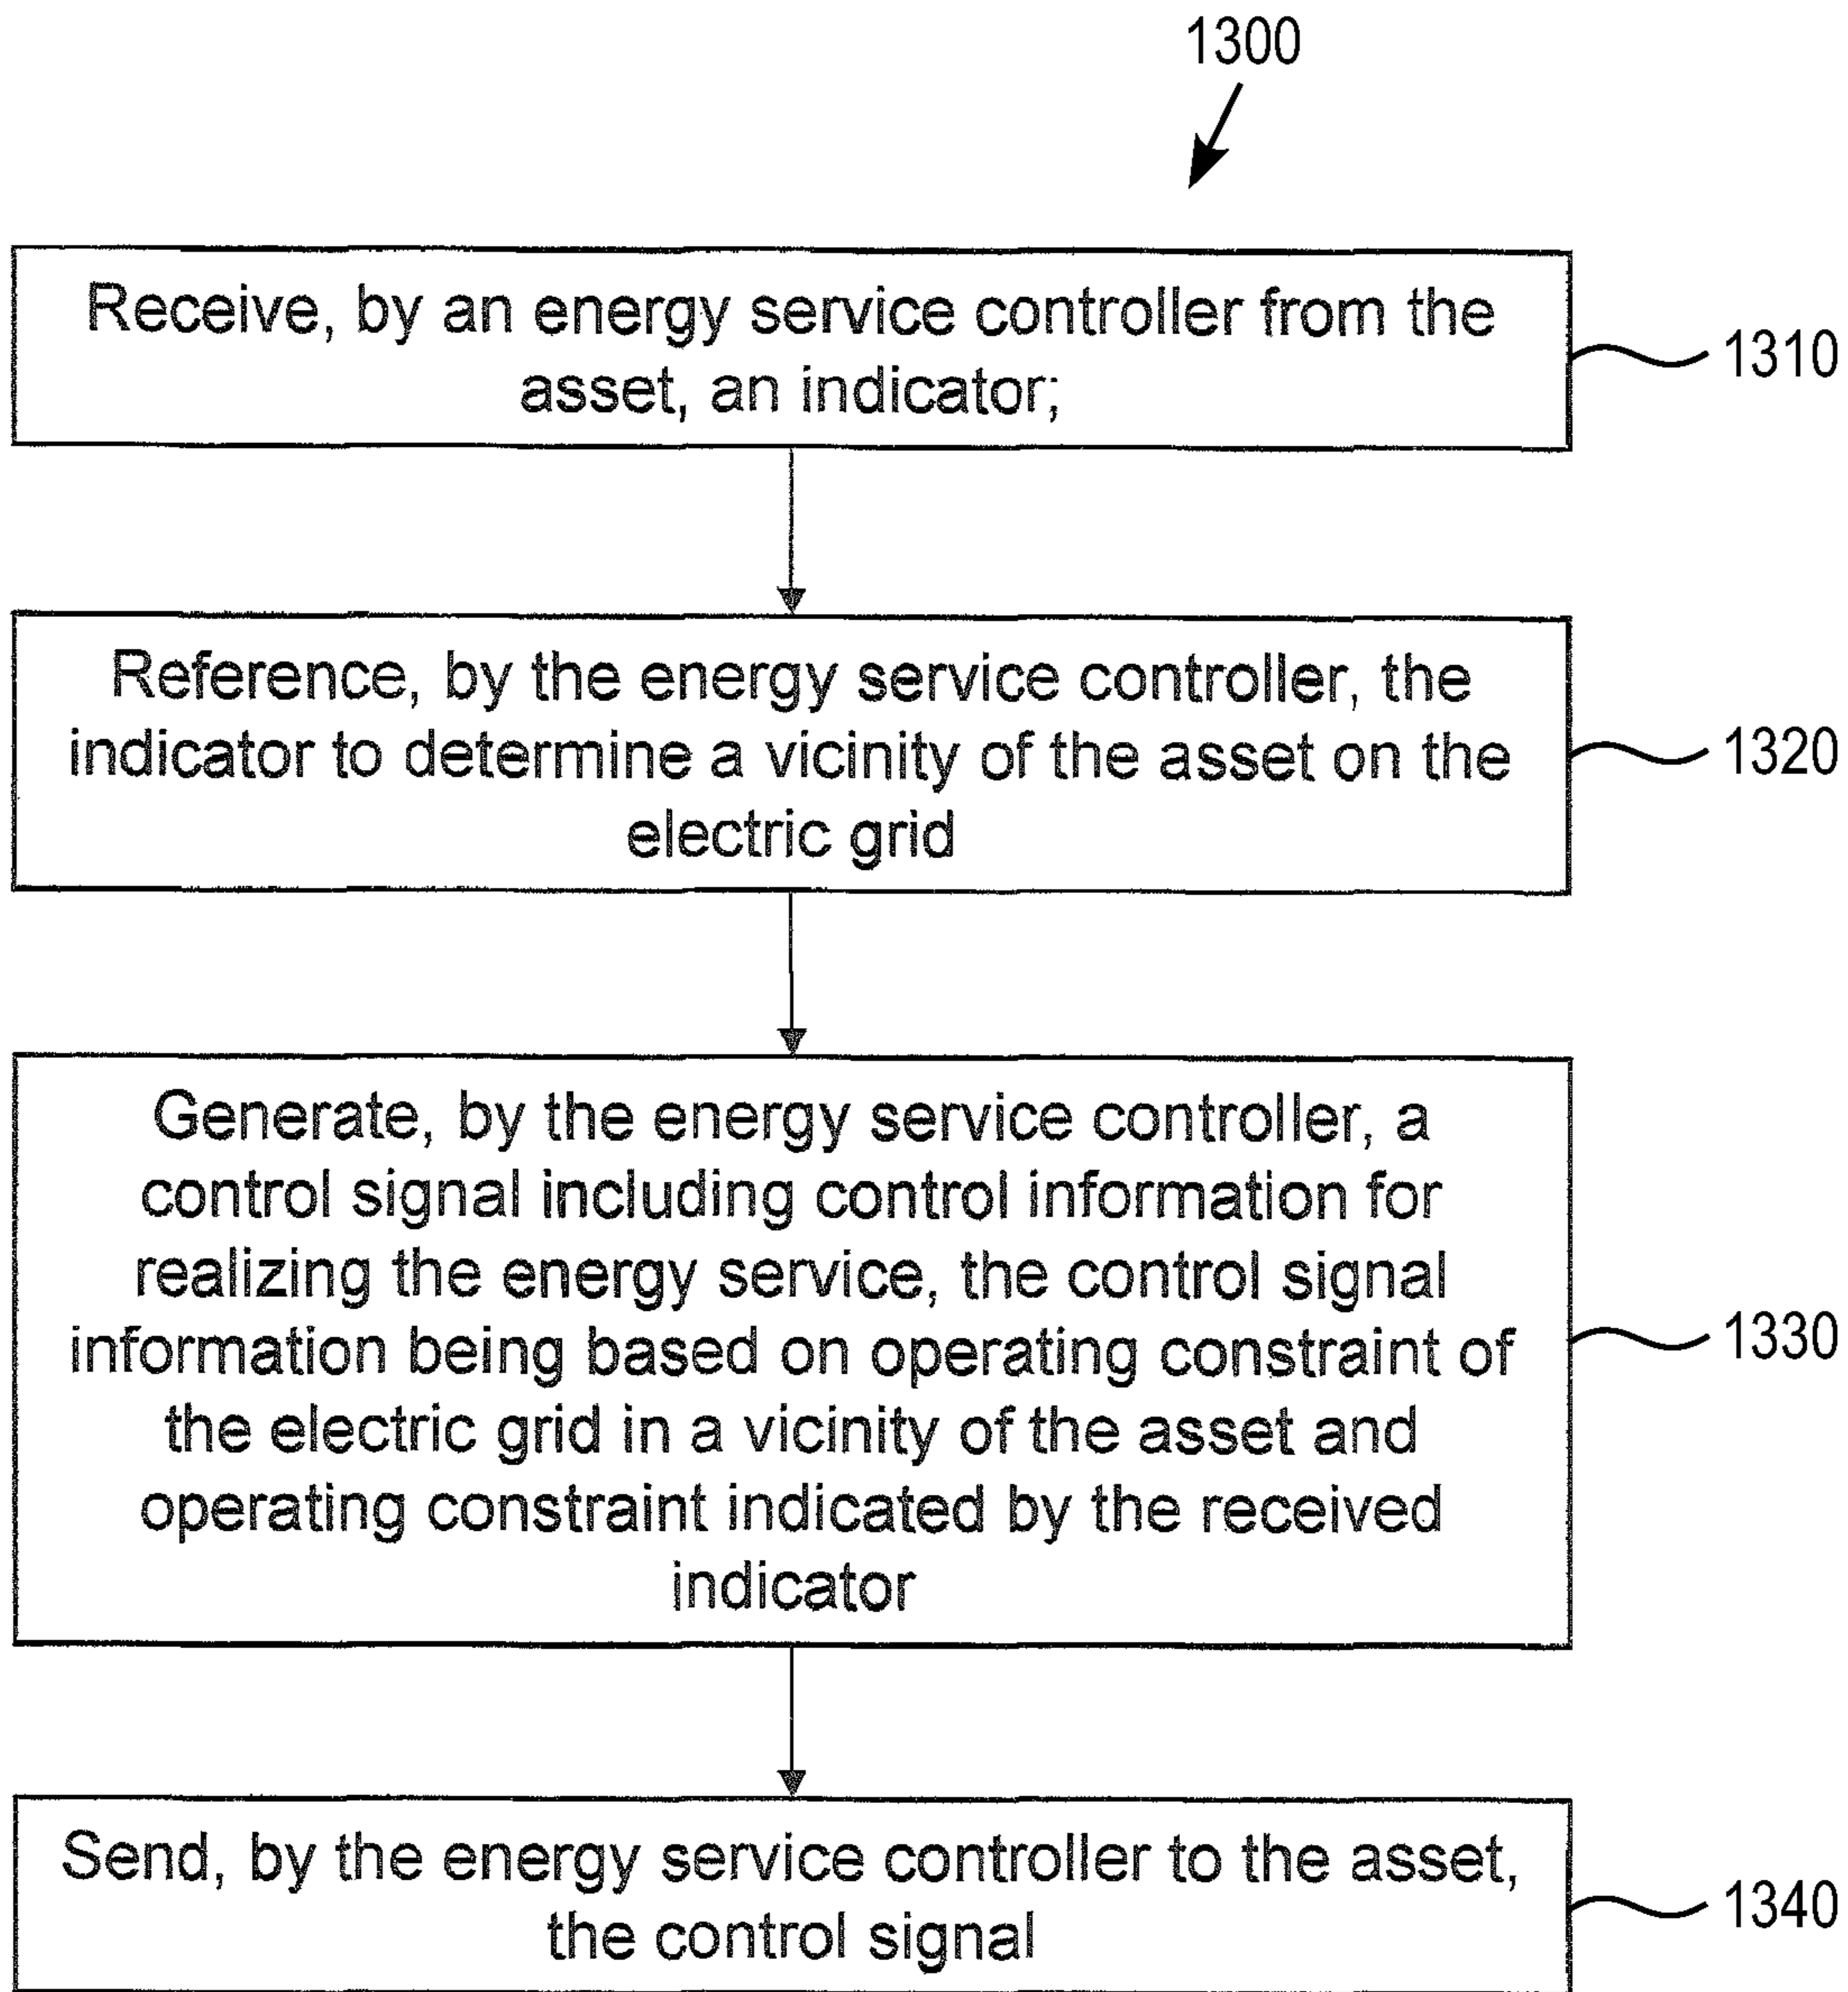 1300
Receive, by an energy service controller from the
asset, an indicator;
1310
Reference, by the energy service controller, the
indicator to determine a vicinity of the asset on the
electric grid
1320
Generate, by the energy service controller, a
control signal including control information for
realizing the energy service, the control signal
information being based on operating constraint of
the electric grid in a vicinity of the asset and
operating constraint indicated by the received
indicator
1330
Send, by the energy service controller to the asset,
the control signal
1340